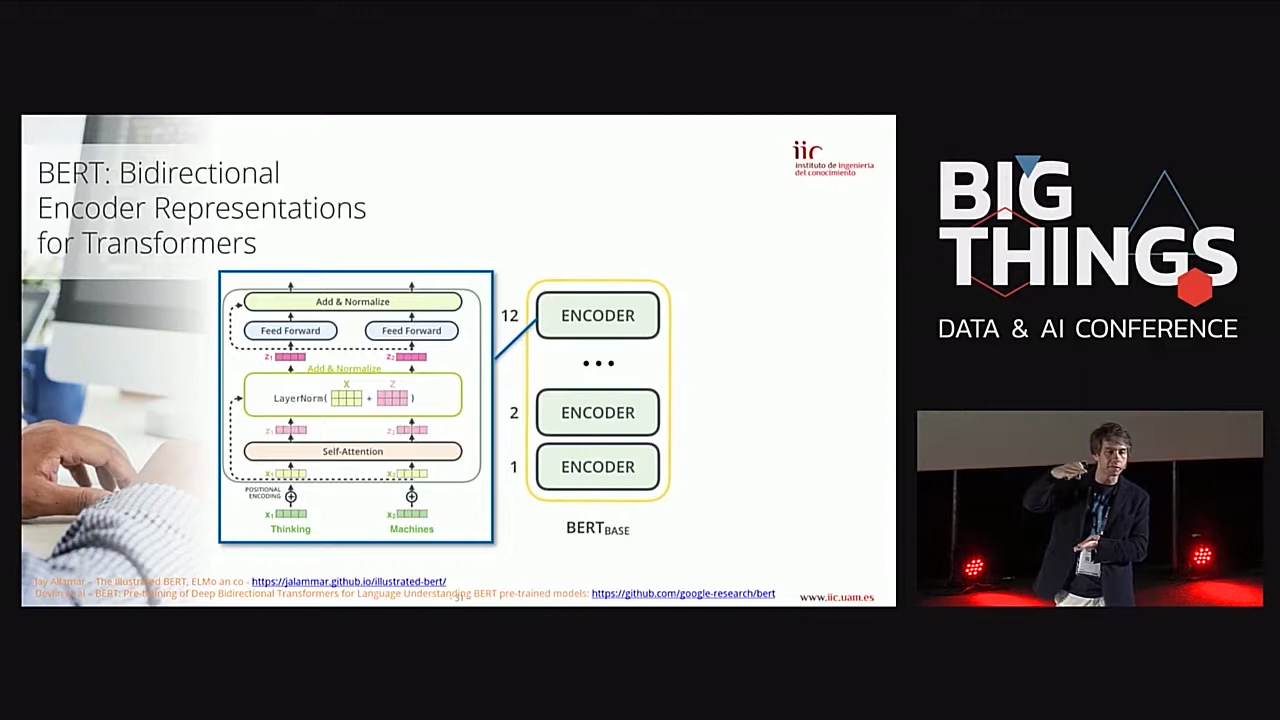 BERT: Bidirectional
Encoder Representations
for Transformers
iic
instituto de ingeniería
del conocimiento
Add & Normalize
Feed Forward
Feed Forward
z1
z2
Add & Normalize
X
Z
LayerNorm(
+
)
z1
z2
Self-Attention
x1
x2
POSITIONAL
ENCODING
x1
x2
Thinking
Machines
12
ENCODER
...
2
ENCODER
1
ENCODER
BERTBASE
Jay Allamar – The Illustrated BERT, ELMo an co - https://jalammar.github.io/illustrated-bert/
Devlin et al – BERT: Pre-training of Deep Bidirectional Transformers for Language Understanding BERT pre-trained models: https://github.com/google-research/bert
31
www.iic.uam.es
BIG
THINGS
DATA & AI CONFERENCE